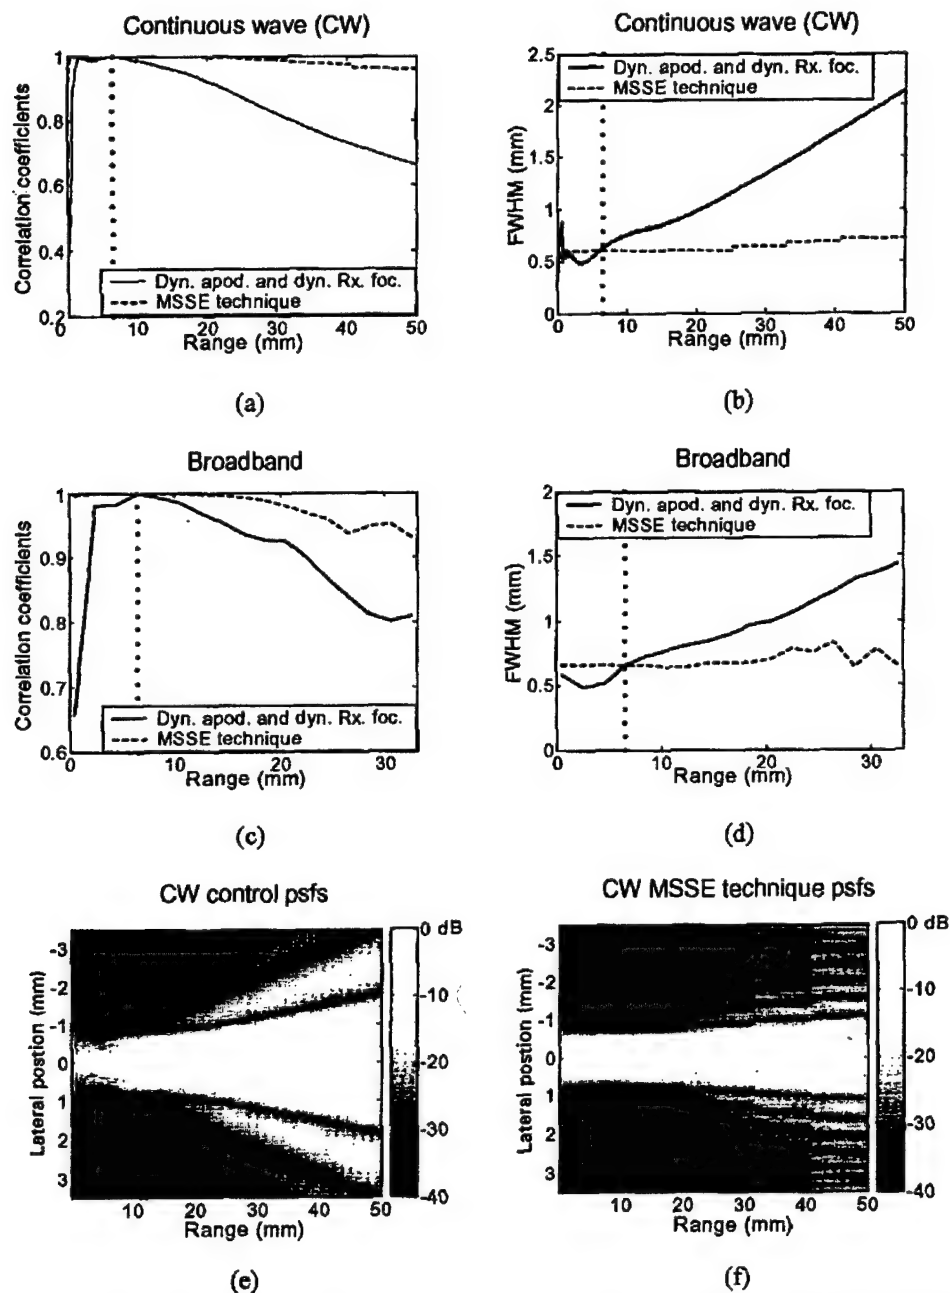 Continuous wave (CW)
Correlation coefficients
1
0.8
0.6
0.4
0.2
Dyn. apod. and dyn. Rx. foc.
MSSE technique
0 10 20 30 40 50
Range (mm)
(a)
Continuous wave (CW)
FWHM (mm)
2.5
2
1.5
1
0.5
0
Dyn. apod. and dyn. Rx. foc.
MSSE technique
0 10 20 30 40 50
Range (mm)
(b)
Broadband
Correlation coefficients
1
0.9
0.8
0.7
0.6
Dyn. apod. and dyn. Rx. foc.
MSSE technique
0 10 20 30
Range (mm)
(c)
Broadband
FWHM (mm)
2
1.5
1
0.5
0
Dyn. apod. and dyn. Rx. foc.
MSSE technique
0 10 20 30
Range (mm)
(d)
CW control psfs
Lateral postion (mm)
-3
-2
-1
0
1
2
3
10 20 30 40 50
Range (mm)
0 dB
-10
-20
-30
-40
(e)
CW MSSE technique psfs
Lateral postion (mm)
-3
-2
-1
0
1
2
3
10 20 30 40 50
Range (mm)
0 dB
-10
-20
-30
-40
(f)